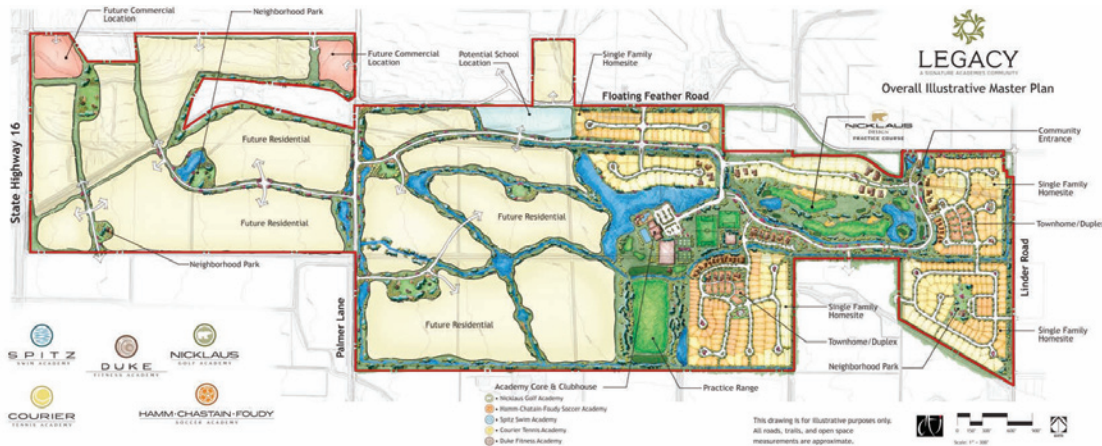 Future Commercial
Location
Neighborhood Park
Future Commercial
Location
Potential School
Location
Single Family
Homesite
Floating Feather Road
LEGACY
A SIGNATURE ACADEMIES COMMUNITY
Overall Illustrative Master Plan
NICKLAUS
DESIGN
PRACTICE COURSE
Community
Entrance
Single Family
Homesite
Townhome/Duplex
Linder Road
State Highway 16
Future Residential
Future Residential
Future Residential
Future Residential
Neighborhood Park
Palmer Lane
Single Family
Homesite
Townhome/Duplex
Neighborhood Park
Single Family
Homesite
SPITZ
SWIM ACADEMY
DUKE
FITNESS ACADEMY
NICKLAUS
GOLF ACADEMY
COURIER
TENNIS ACADEMY
HAMM·CHASTAIN·FOUDY
SOCCER ACADEMY
Academy Core & Clubhouse
• Nicklaus Golf Academy
• Hamm-Chatain-Foudy Soccer Academy
• Spitz Swim Academy
• Courier Tennis Academy
• Duke Fitness Academy
Practice Range
This drawing is for illustrative purposes only.
All roads, trails, and open space
measurements are approximate.